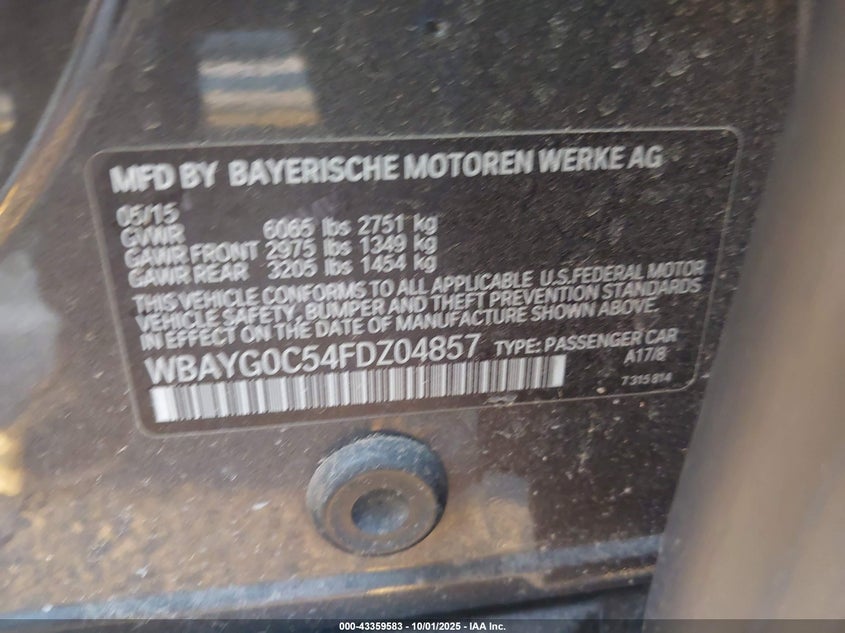 MFD BY BAYERISCHE MOTOREN WERKE AG
05/15
GVWR 6065 lbs 2751 kg
GAWR FRONT 2975 lbs 1349 kg
GAWR REAR 3205 lbs 1454 kg
THIS VEHICLE CONFORMS TO ALL APPLICABLE U.S.FEDERAL MOTOR
VEHICLE SAFETY, BUMPER AND THEFT PREVENTION STANDARDS
IN EFFECT ON THE DATE OF MANUFACTURE SHOWN ABOVE.
WBAYG0C54FDZ04857 TYPE: PASSENGER CAR
A17/8
7 315 814
000-43359583 - 10/01/2025 - IAA Inc.